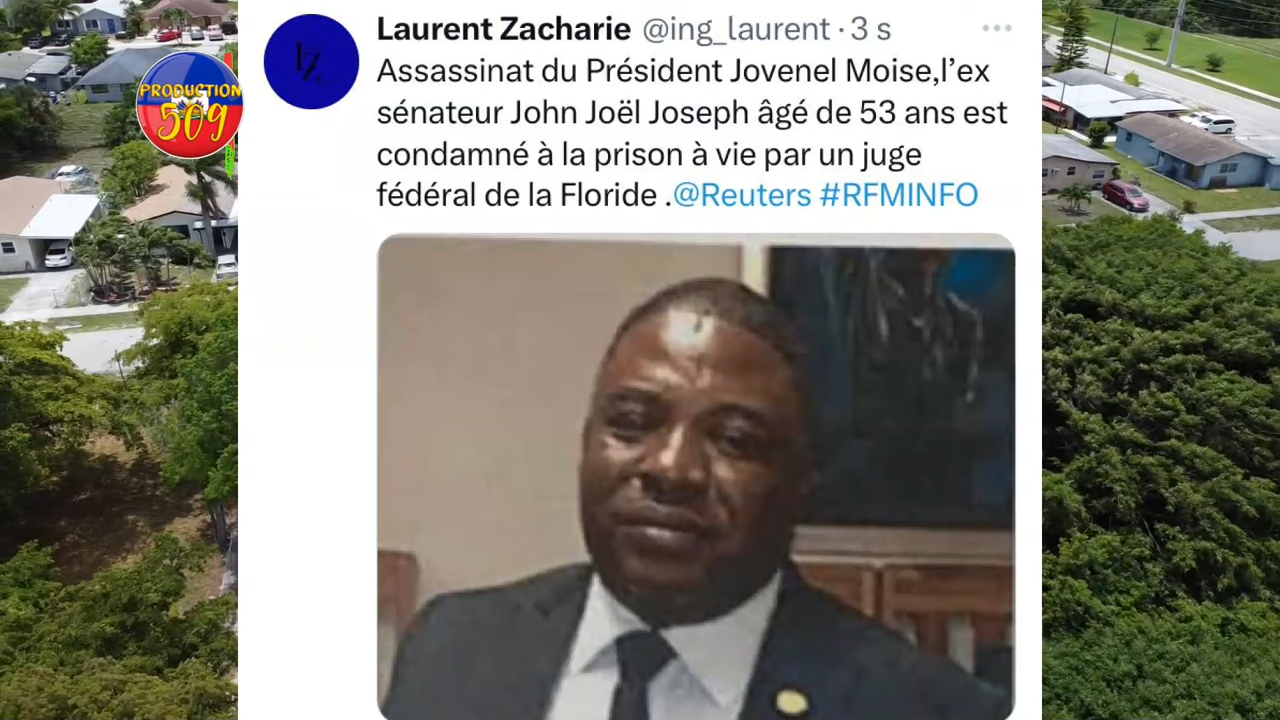 Laurent Zacharie @ing_laurent · 3 s
Assassinat du Président Jovenel Moise,l'ex
sénateur John Joël Joseph âgé de 53 ans est
condamné à la prison à vie par un juge
fédéral de la Floride .@Reuters #RFMINFO
PRODUCTION
509
LZ